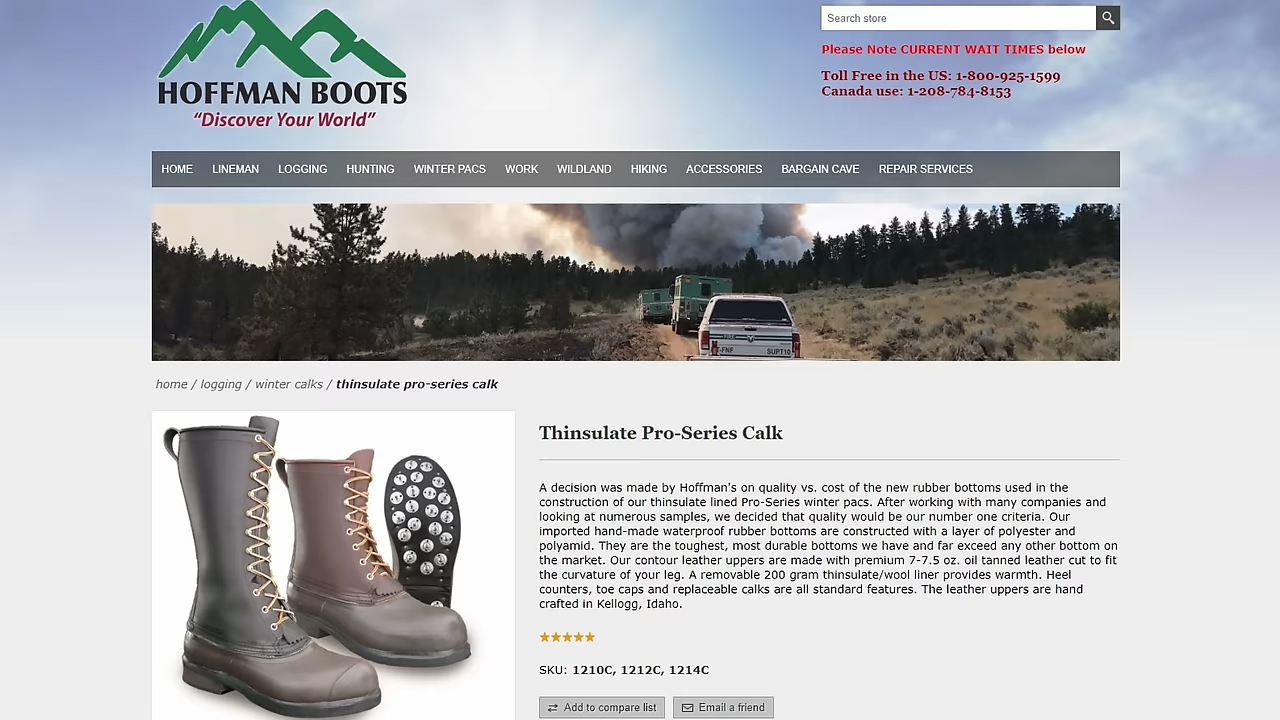 HOFFMAN BOOTS
"Discover Your World"
Search store
Please Note CURRENT WAIT TIMES below
Toll Free in the US: 1-800-925-1599
Canada use: 1-208-784-8153
HOME LINEMAN LOGGING HUNTING WINTER PACS WORK WILDLAND HIKING ACCESSORIES BARGAIN CAVE REPAIR SERVICES
SUPT10
home / logging / winter calks / thinsulate pro-series calk
Thinsulate Pro-Series Calk
A decision was made by Hoffman's on quality vs. cost of the new rubber bottoms used in the
construction of our thinsulate lined Pro-Series winter pacs. After working with many companies and
looking at numerous samples, we decided that quality would be our number one criteria. Our
imported hand-made waterproof rubber bottoms are constructed with a layer of polyester and
polyamid. They are the toughest, most durable bottoms we have and far exceed any other bottom on
the market. Our contour leather uppers are made with premium 7-7.5 oz. oil tanned leather cut to fit
the curvature of your leg. A removable 200 gram thinsulate/wool liner provides warmth. Heel
counters, toe caps and replaceable calks are all standard features. The leather uppers are hand
crafted in Kellogg, Idaho.
SKU: 1210C, 1212C, 1214C
Add to compare list
Email a friend